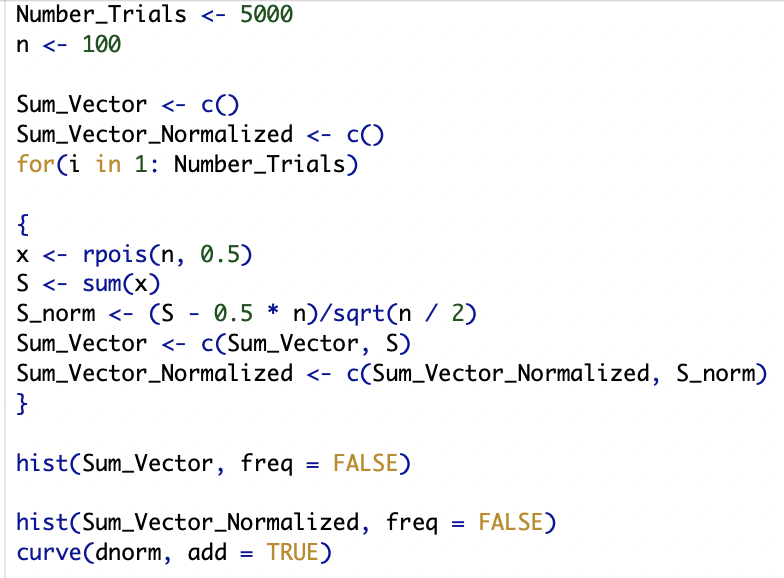 Number_Trials <- 5000
n <- 100
Sum_Vector <- c()
Sum_Vector_Normalized <- c()
for(i in 1: Number_Trials)
{
x <- rpois(n, 0.5)
S <- sum(x)
S_norm <- (S - 0.5 * n)/sqrt(n / 2)
Sum_Vector <- c(Sum_Vector, S)
Sum_Vector_Normalized <- c(Sum_Vector_Normalized, S_norm)
}
hist(Sum_Vector, freq = FALSE)
hist(Sum_Vector_Normalized, freq = FALSE)
curve(dnorm, add = TRUE)